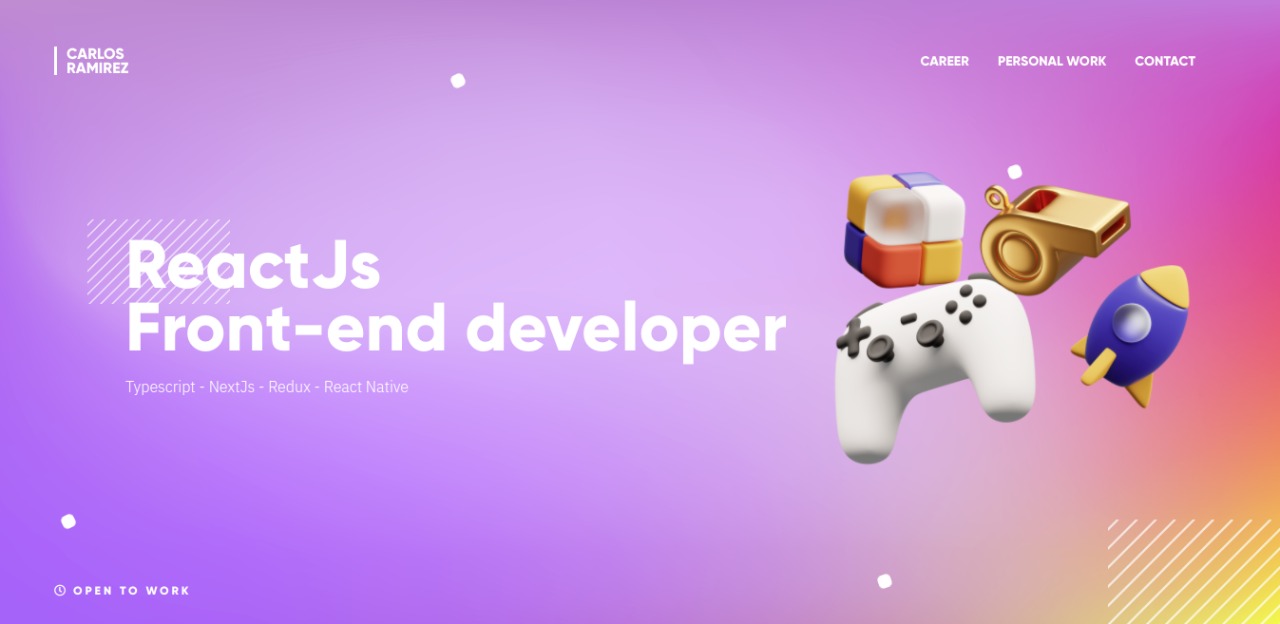 CARLOS
RAMIREZ
CAREER PERSONAL WORK CONTACT
ReactJs
Front-end developer
Typescript - NextJs - Redux - React Native
OPEN TO WORK